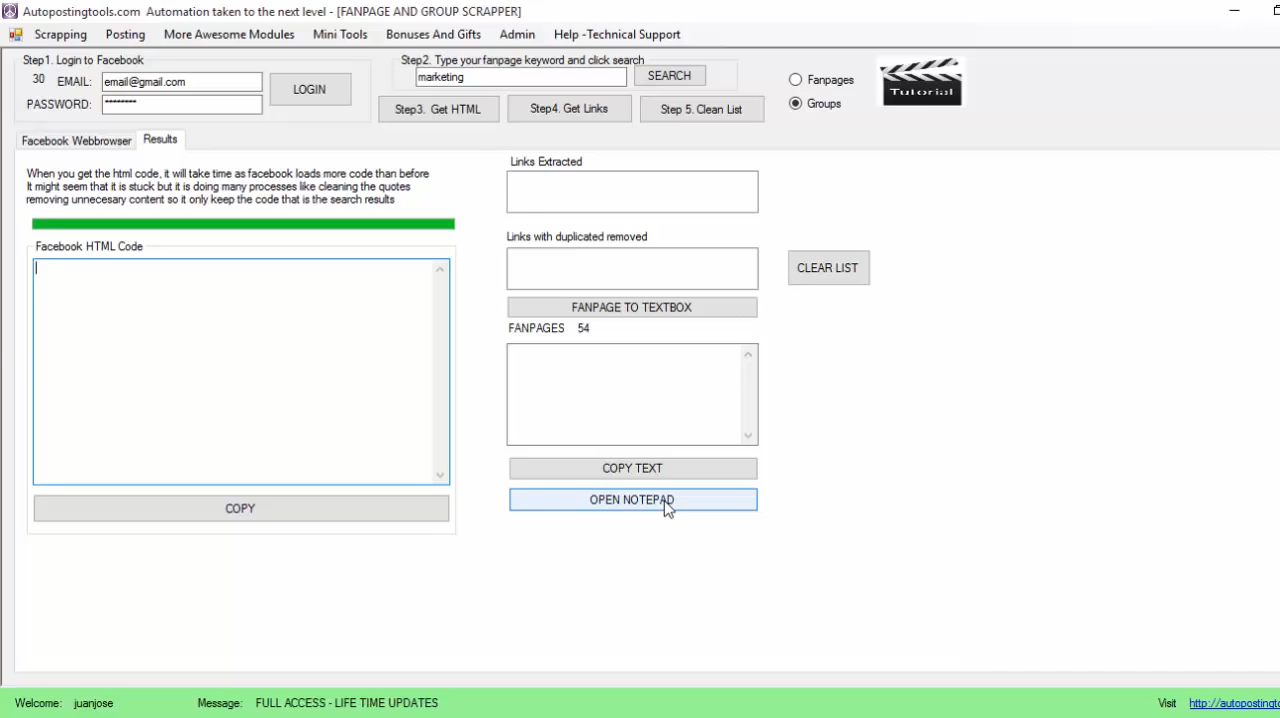 Autopostingtools.com Automation taken to the next level - [FANPAGE AND GROUP SCRAPPER]
Scrapping Posting More Awesome Modules Mini Tools Bonuses And Gifts Admin Help -Technical Support
Step1. Login to Facebook
30 EMAIL: email@gmail.com
LOGIN
PASSWORD: ********
Step2. Type your fanpage keyword and click search
marketing SEARCH
Step3. Get HTML Step4. Get Links Step 5. Clean List
Fanpages
Groups
Tutorial
Facebook Webbrowser Results
When you get the html code, it will take time as facebook loads more code than before
It might seem that it is stuck but it is doing many processes like cleaning the quotes
removing unnecesary content so it only keep the code that is the search results
Facebook HTML Code
COPY
Links Extracted
Links with duplicated removed
CLEAR LIST
FANPAGE TO TEXTBOX
FANPAGES 54
COPY TEXT
OPEN NOTEPAD
Welcome: juanjose Message: FULL ACCESS - LIFE TIME UPDATES Visit http://autopostingto